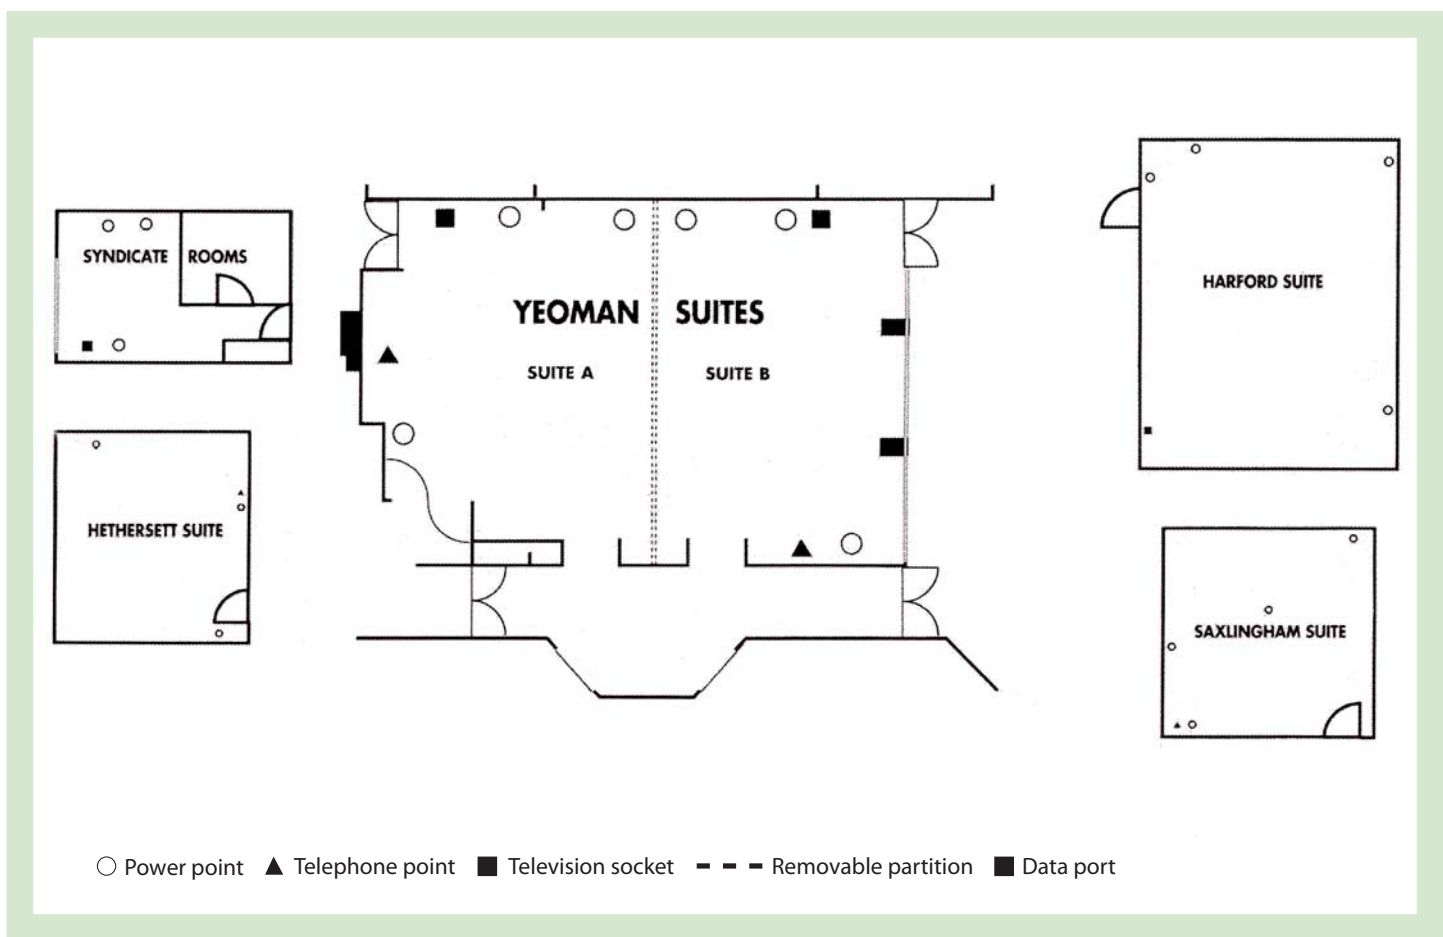 SYNDICATE ROOMS
HETHERSETT SUITE
YEOMAN SUITES
SUITE A
SUITE B
HARFORD SUITE
SAXLINGHAM SUITE
Power point Telephone point Television socket Removable partition Data port